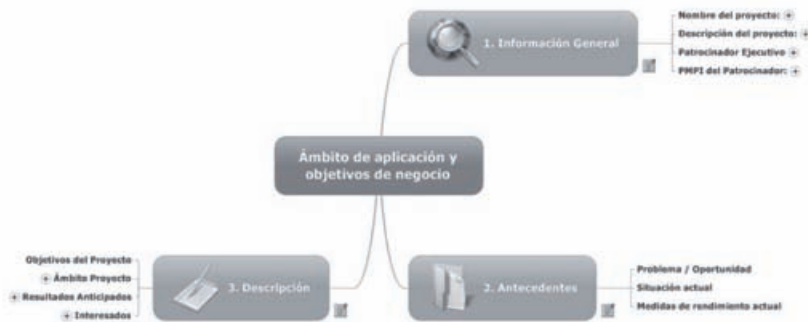 Ámbito de aplicación y
objetivos de negocio
1. Información General
Nombre del proyecto:
Descripción del proyecto:
Patrocinador Ejecutivo
PMPI del Patrocinador:
2. Antecedentes
Problema / Oportunidad
Situación actual
Medidas de rendimiento actual
3. Descripción
Objetivos del Proyecto
Ámbito Proyecto
Resultados Anticipados
Interesados